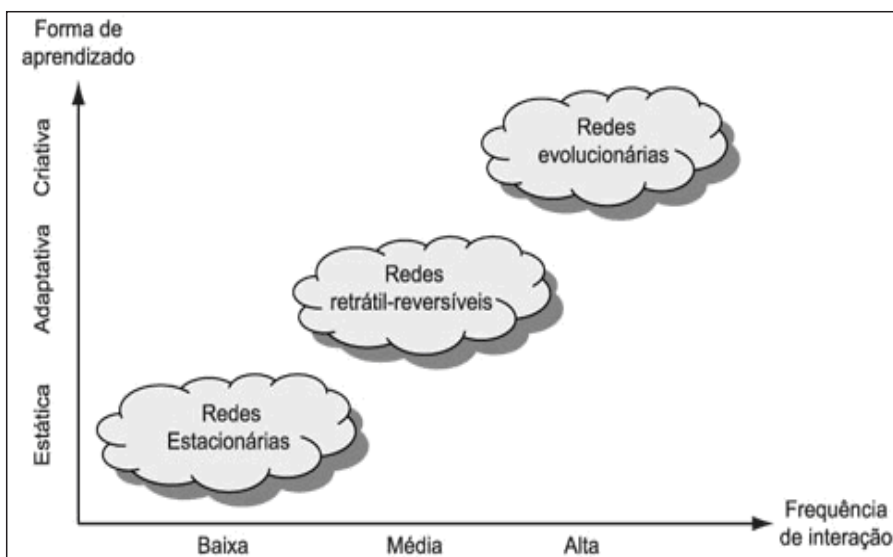 Forma de
aprendizado
Criativa
Redes
evolucionárias
Adaptativa
Redes
retrátil-reversíveis
Estática
Redes
Estacionárias
Baixa
Média
Alta
Frequência
de interação